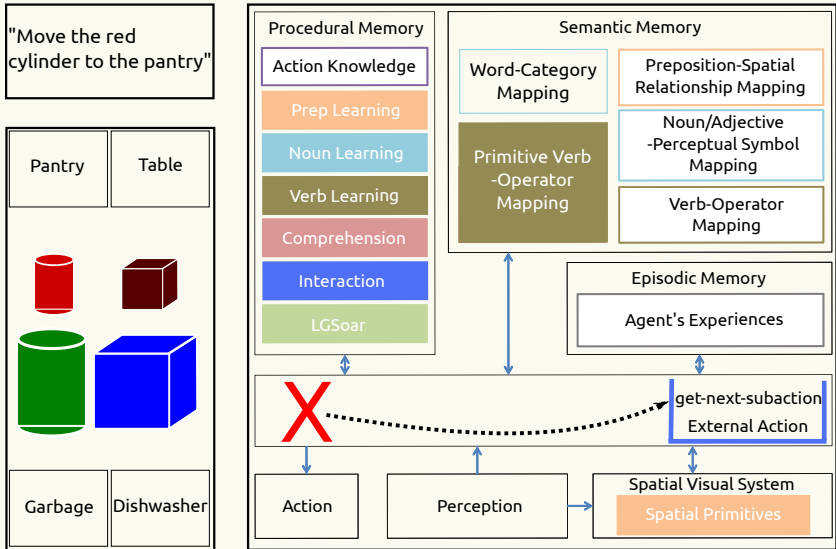 "Move the red
cylinder to the pantry"
Pantry
Table
Garbage
Dishwasher
Procedural Memory
Action Knowledge
Prep Learning
Noun Learning
Verb Learning
Comprehension
Interaction
LGSoar
Semantic Memory
Word-Category
Mapping
Primitive Verb
-Operator
Mapping
Preposition-Spatial
Relationship Mapping
Noun/Adjective
-Perceptual Symbol
Mapping
Verb-Operator
Mapping
Episodic Memory
Agent's Experiences
X
get-next-subaction
External Action
Action
Perception
Spatial Visual System
Spatial Primitives